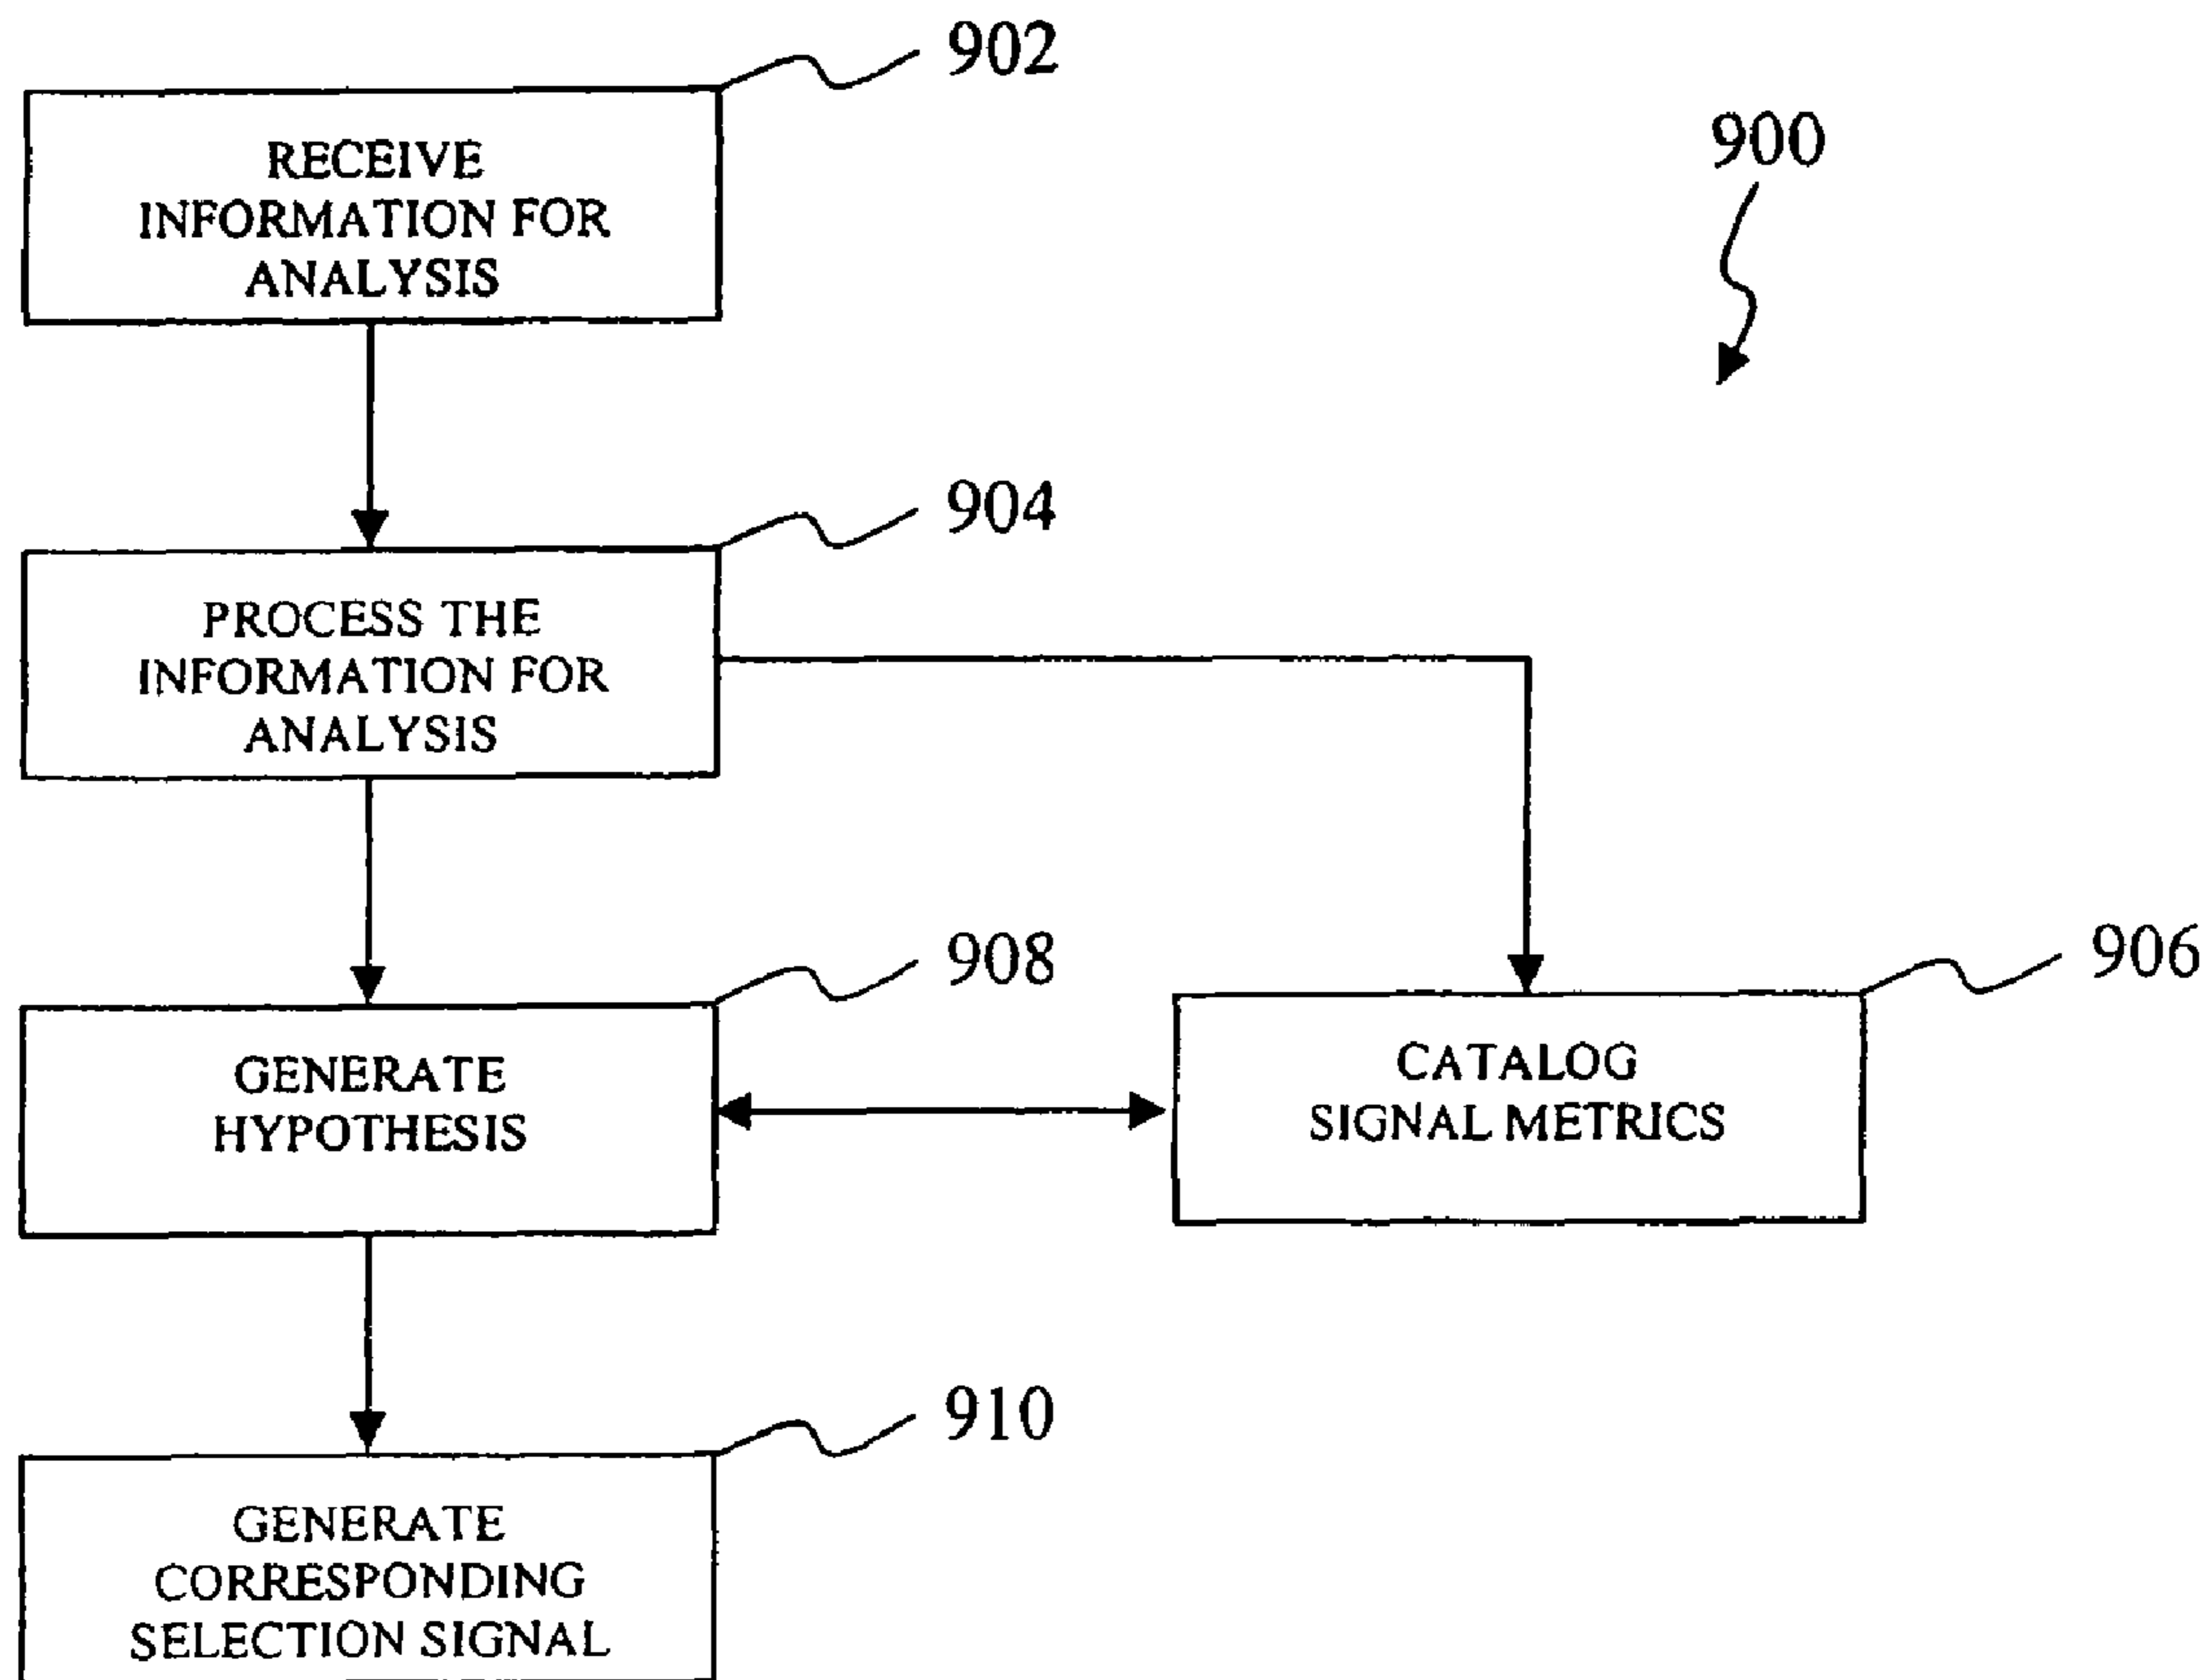 902
RECEIVE
INFORMATION FOR
ANALYSIS
900
904
PROCESS THE
INFORMATION FOR
ANALYSIS
908
GENERATE
HYPOTHESIS
906
CATALOG
SIGNAL METRICS
910
GENERATE
CORRESPONDING
SELECTION SIGNAL